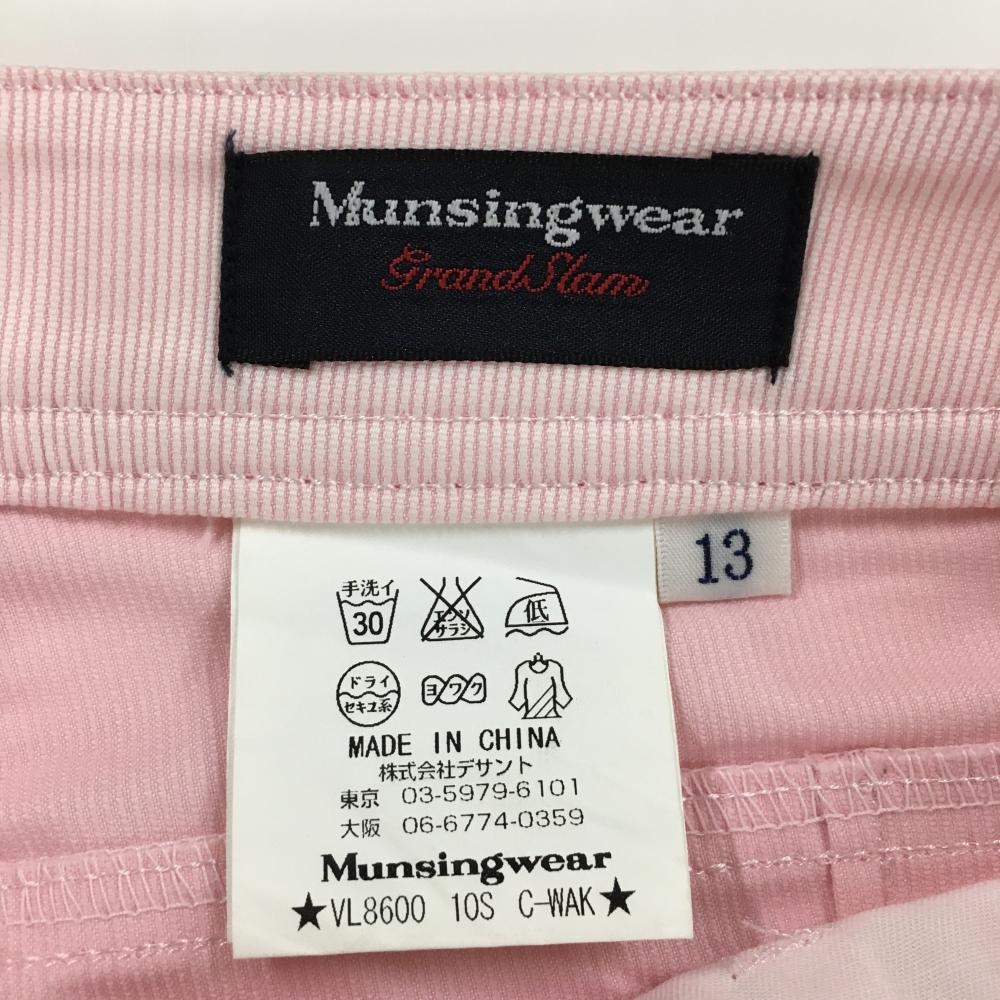 Munsingwear
Grand Slam
13
手洗イ
30
エンソ
サラシ
低
ドライ
セキユ系
ヨワク
MADE IN CHINA
株式会社デサント
東京 03-5979-6101
大阪 06-6774-0359
Munsingwear
★VL8600 10S C-WAK★